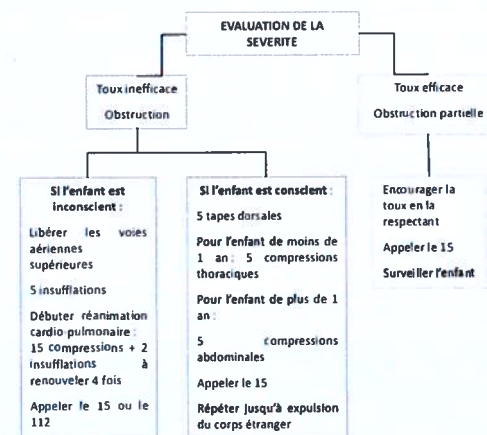 EVALUATION DE LA
SEVERITE
Toux inefficace
Obstruction
Toux efficace
Obstruction partielle
Si l'enfant est
inconscient :
Libérer les voies
aériennes
supérieures
5 insufflations
Débuter réanimation
cardio-pulmonaire :
15 compressions + 2
insufflations à
renouveler 4 fois
Appeler le 15 ou le
112
Si l'enfant est conscient :
5 tapes dorsales
Pour l'enfant de moins de
1 an : 5 compressions
thoraciques
Pour l'enfant de plus de 1
an :
5 compressions
abdominales
Appeler le 15
Répéter jusqu'à expulsion
du corps étranger
Encourager la
toux en la
respectant
Appeler le 15
Surveiller l'enfant